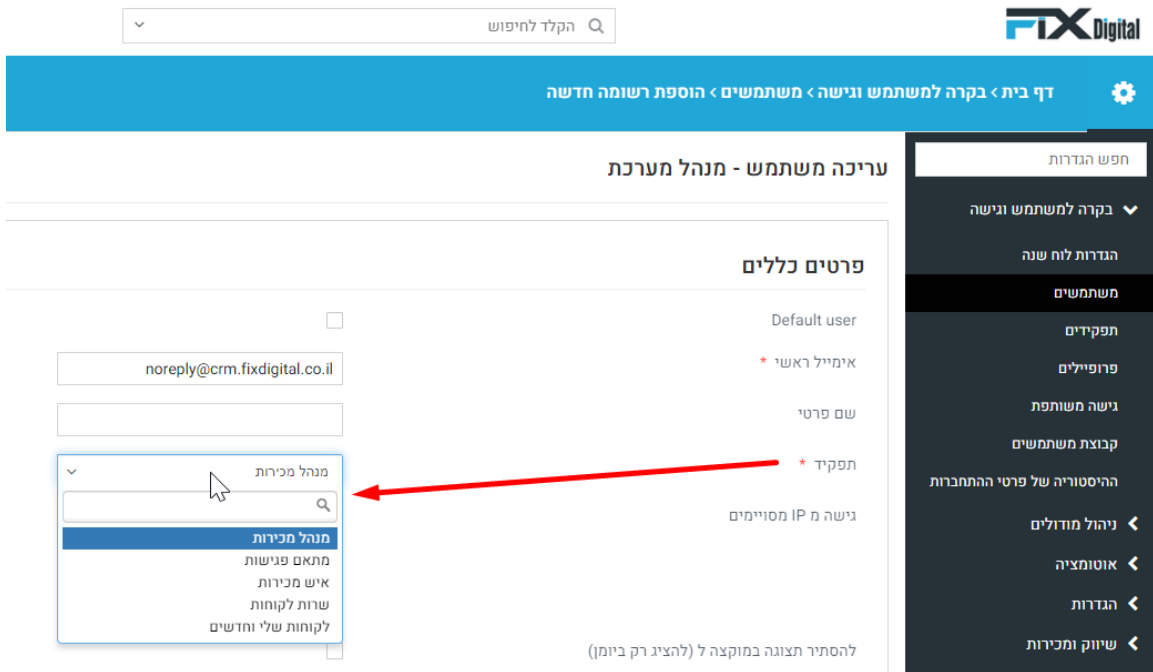 FIX Digital
הקלד לחיפוש
דף בית > בקרה למשתמש וגישה > משתמשים > הוספת רשומה חדשה
חפש הגדרות
בקרה למשתמש וגישה
הגדרות לוח שנה
משתמשים
תפקידים
פרופיילים
גישה משותפת
קבוצת משתמשים
ההיסטוריה של פרטי ההתחברות
ניהול מודולים
אוטומציה
הגדרות
שיווק ומכירות
עריכה משתמש - מנהל מערכת
פרטים כללים
Default user
אימייל ראשי *
noreply@crm.fixdigital.co.il
שם פרטי
תפקיד *
מנהל מכירות
מנהל מכירות
מתאם פגישות
איש מכירות
שרות לקוחות
לקוחות שלי וחדשים
גישה מ IP מסויימים
להסתיר תצוגה במוקצה ל (להציג רק ביומן)